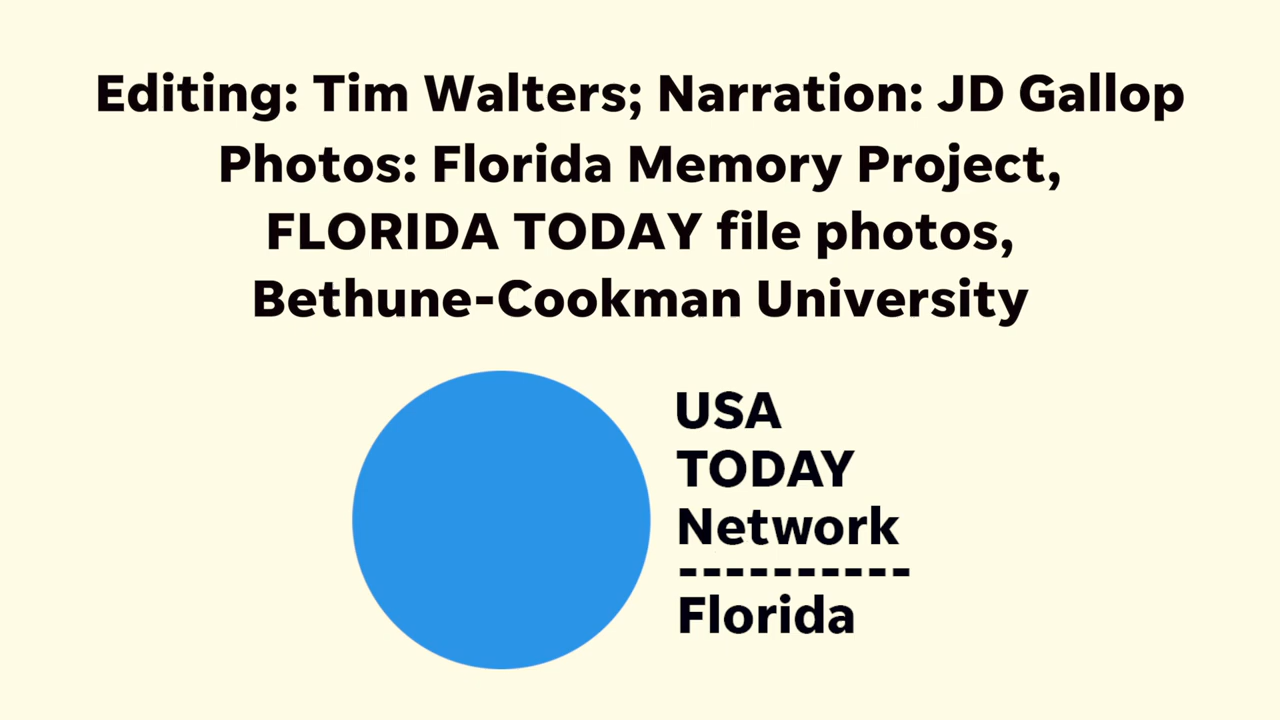 Editing: Tim Walters; Narration: JD Gallop
Photos: Florida Memory Project,
FLORIDA TODAY file photos,
Bethune-Cookman University
USA
TODAY
Network
----------
Florida